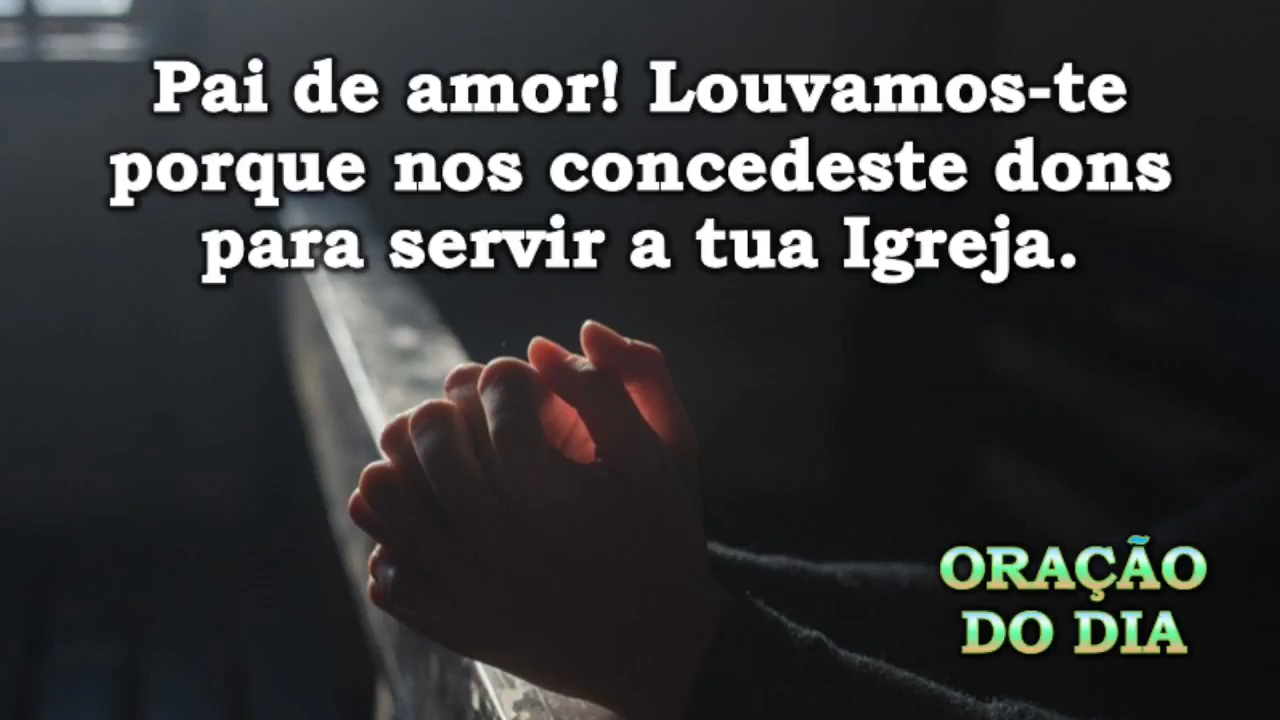 Pai de amor! Louvamos-te
porque nos concedeste dons
para servir a tua Igreja.
ORAÇÃO
DO DIA